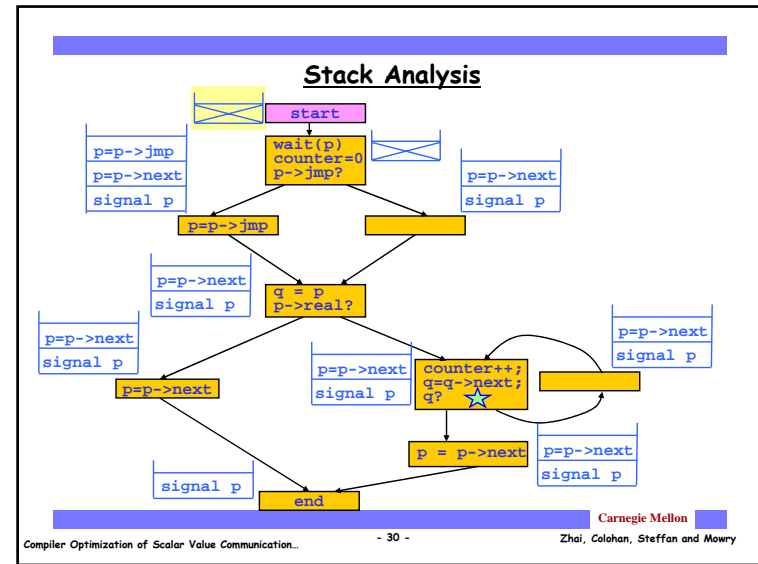 Stack Analysis
start
p=p->jmp
p=p->next
signal p
wait(p)
counter=0
p->jmp?
p=p->next
signal p
p=p->jmp
p=p->next
signal p
q = p
p->real?
p=p->next
signal p
p=p->next
signal p
p=p->next
p=p->next
signal p
counter++;
q=q->next;
q?
p = p->next
p=p->next
signal p
signal p
end
Carnegie Mellon
Compiler Optimization of Scalar Value Communication…
- 30 -
Zhai, Colohan, Steffan and Mowry